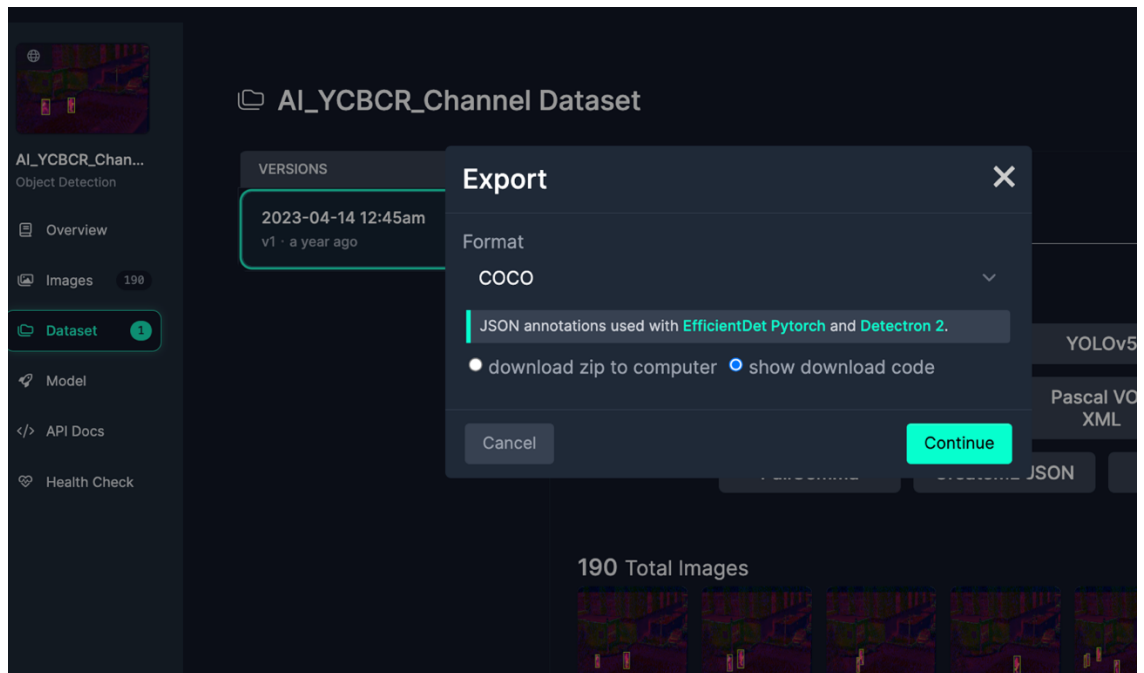 AI_YCBCR_Channel Dataset
AI_YCBCR_Chan...
Object Detection
Overview
Images 190
Dataset 1
Model
</> API Docs
Health Check
VERSIONS
2023-04-14 12:45am
v1 · a year ago
Export
Format
COCO
JSON annotations used with EfficientDet Pytorch and Detectron 2.
download zip to computer show download code
Cancel
Continue
YOLOv5
Pascal VO
XML
JSON
190 Total Images